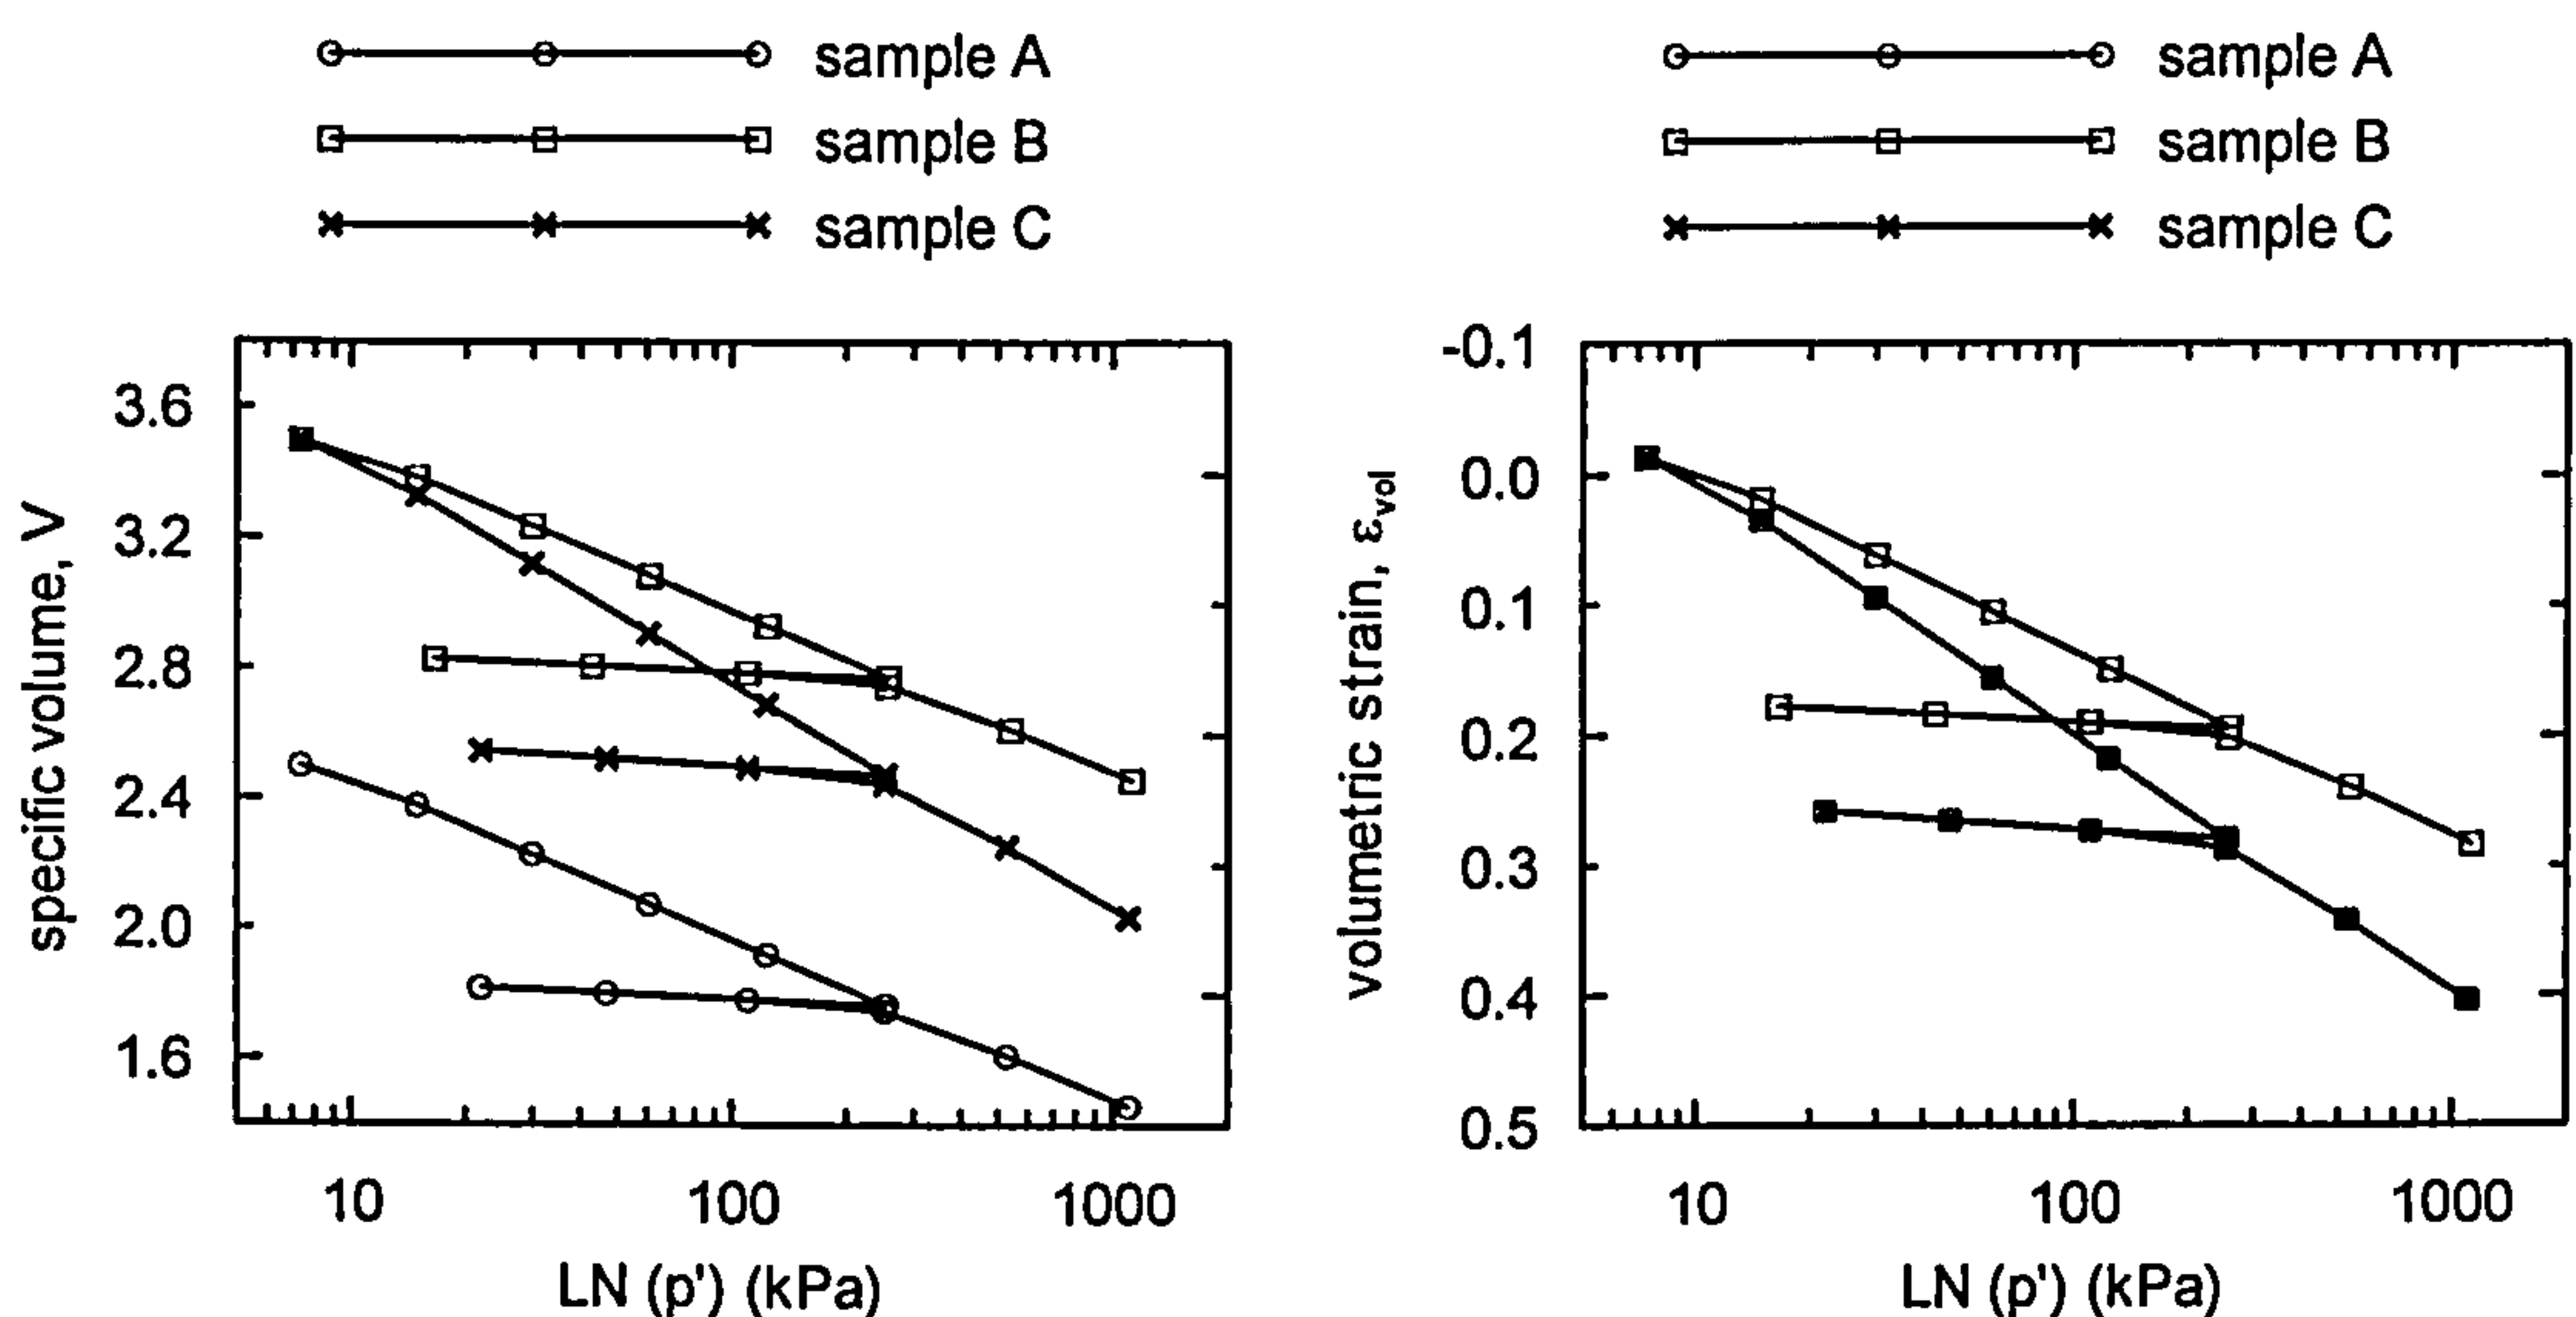 sample A
sample B
sample C
specific volume, V
3.6
3.2
2.8
2.4
2.0
1.6
10 100 1000
LN (p') (kPa)
sample A
sample B
sample C
volumetric strain, εvol
-0.1
0.0
0.1
0.2
0.3
0.4
0.5
10 100 1000
LN (p') (kPa)